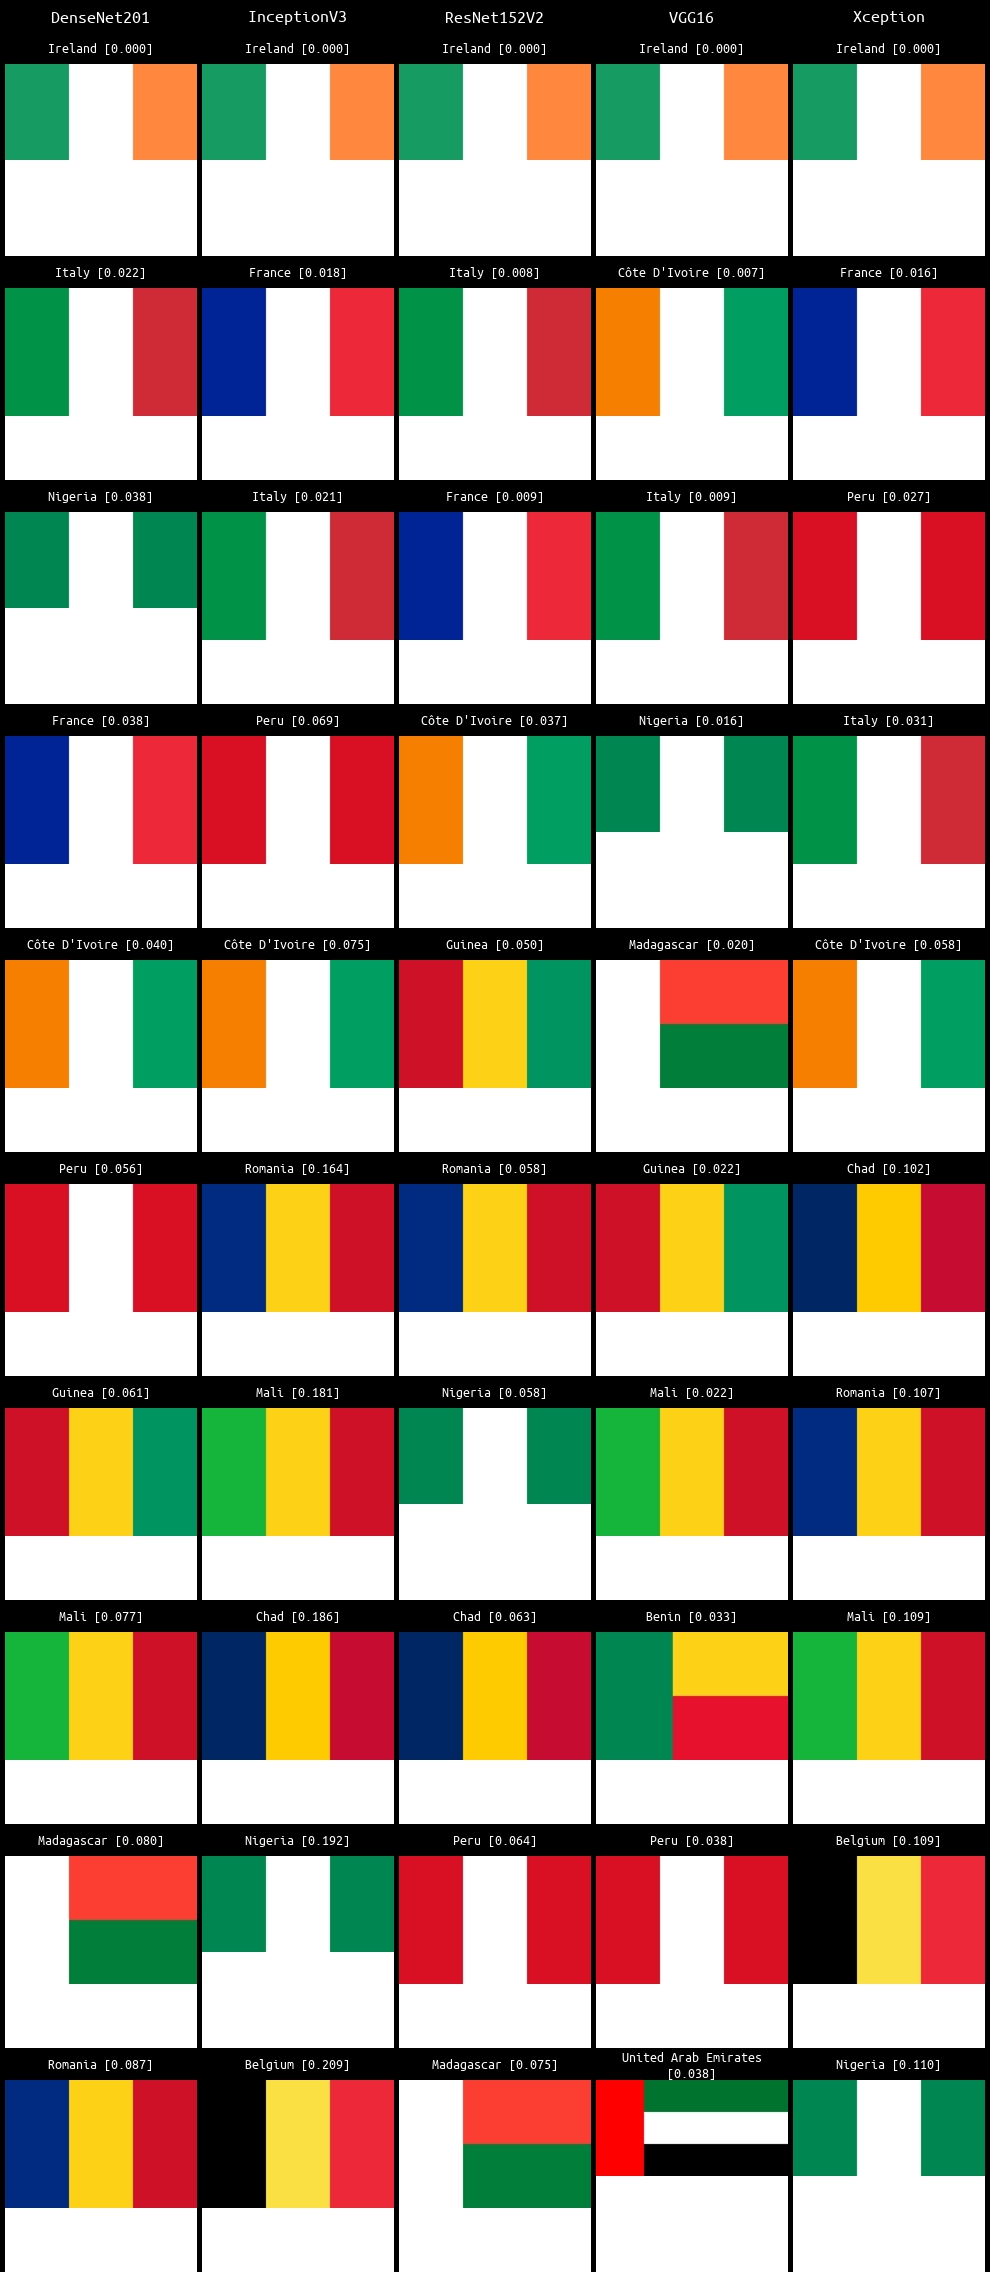 DenseNet201 InceptionV3 ResNet152V2 VGG16 Xception
Ireland [0.000] Ireland [0.000] Ireland [0.000] Ireland [0.000] Ireland [0.000]
Italy [0.022] France [0.018] Italy [0.008] Côte D'Ivoire [0.007] France [0.016]
Nigeria [0.038] Italy [0.021] France [0.009] Italy [0.009] Peru [0.027]
France [0.038] Peru [0.069] Côte D'Ivoire [0.037] Nigeria [0.016] Italy [0.031]
Côte D'Ivoire [0.040] Côte D'Ivoire [0.075] Guinea [0.050] Madagascar [0.020] Côte D'Ivoire [0.058]
Peru [0.056] Romania [0.164] Romania [0.058] Guinea [0.022] Chad [0.102]
Guinea [0.061] Mali [0.181] Nigeria [0.058] Mali [0.022] Romania [0.107]
Mali [0.077] Chad [0.186] Chad [0.063] Benin [0.033] Mali [0.109]
Madagascar [0.080] Nigeria [0.192] Peru [0.064] Peru [0.038] Belgium [0.109]
Romania [0.087] Belgium [0.209] Madagascar [0.075] United Arab Emirates Nigeria [0.110]
[0.038]